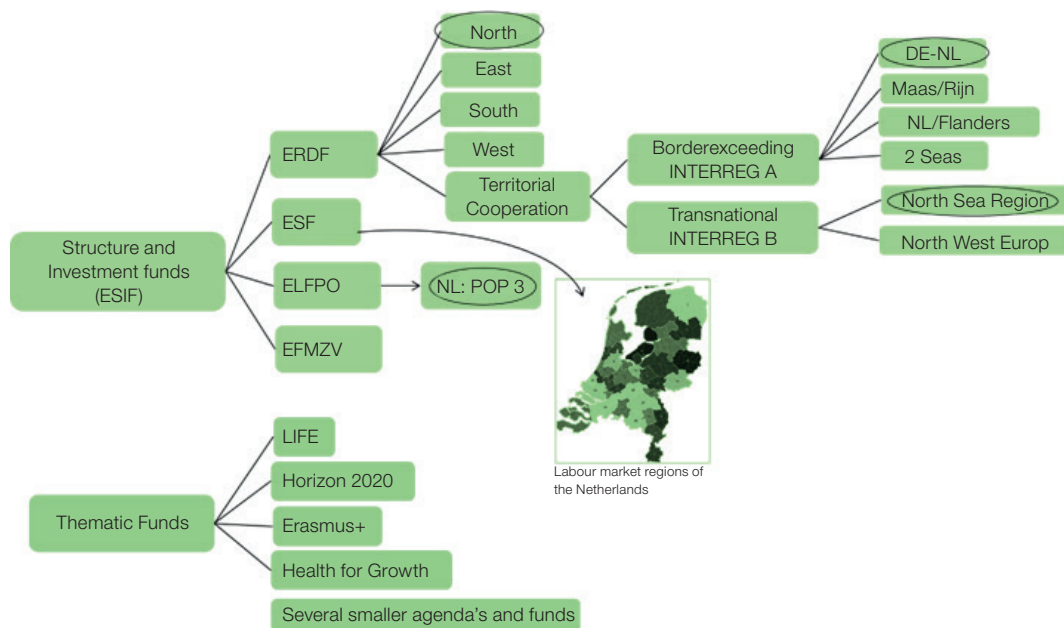 North
East
South
West
Territorial
Cooperation
DE-NL
Maas/Rijn
NL/Flanders
2 Seas
Borderexceeding
INTERREG A
North Sea Region
Transnational
INTERREG B
North West Europ
ERDF
ESF
Structure and
Investment funds
(ESIF)
ELFPO
NL: POP 3
EFMZV
Labour market regions of
the Netherlands
LIFE
Horizon 2020
Thematic Funds
Erasmus+
Health for Growth
Several smaller agenda's and funds